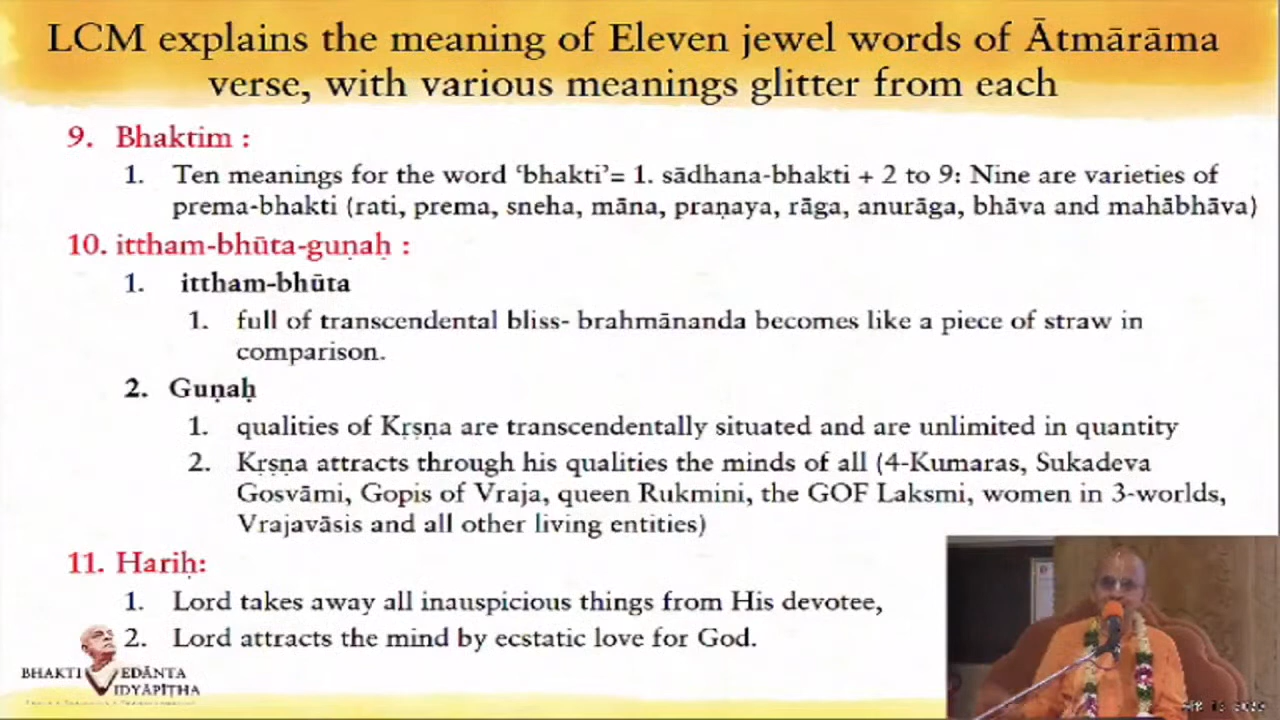 LCM explains the meaning of Eleven jewel words of Ātmārāma
verse, with various meanings glitter from each
9. Bhaktim :
1. Ten meanings for the word ‘bhakti’= 1. sādhana-bhakti + 2 to 9: Nine are varieties of
prema-bhakti (rati, prema, sneha, māna, praṇaya, rāga, anurāga, bhāva and mahābhāva)
10. ittham-bhūta-guṇaḥ :
1. ittham-bhūta
1. full of transcendental bliss- brahmānanda becomes like a piece of straw in
comparison.
2. Guṇaḥ
1. qualities of Kṛsṇa are transcendentally situated and are unlimited in quantity
2. Kṛṣṇa attracts through his qualities the minds of all (4-Kumaras, Sukadeva
Gosvāmi, Gopis of Vraja, queen Rukmini, the GOF Laksmi, women in 3-worlds,
Vrajavāsis and all other living entities)
11. Hariḥ:
1. Lord takes away all inauspicious things from His devotee,
2. Lord attracts the mind by ecstatic love for God.
BHAKTI VEDĀNTA
VIDYĀPĪṬHA